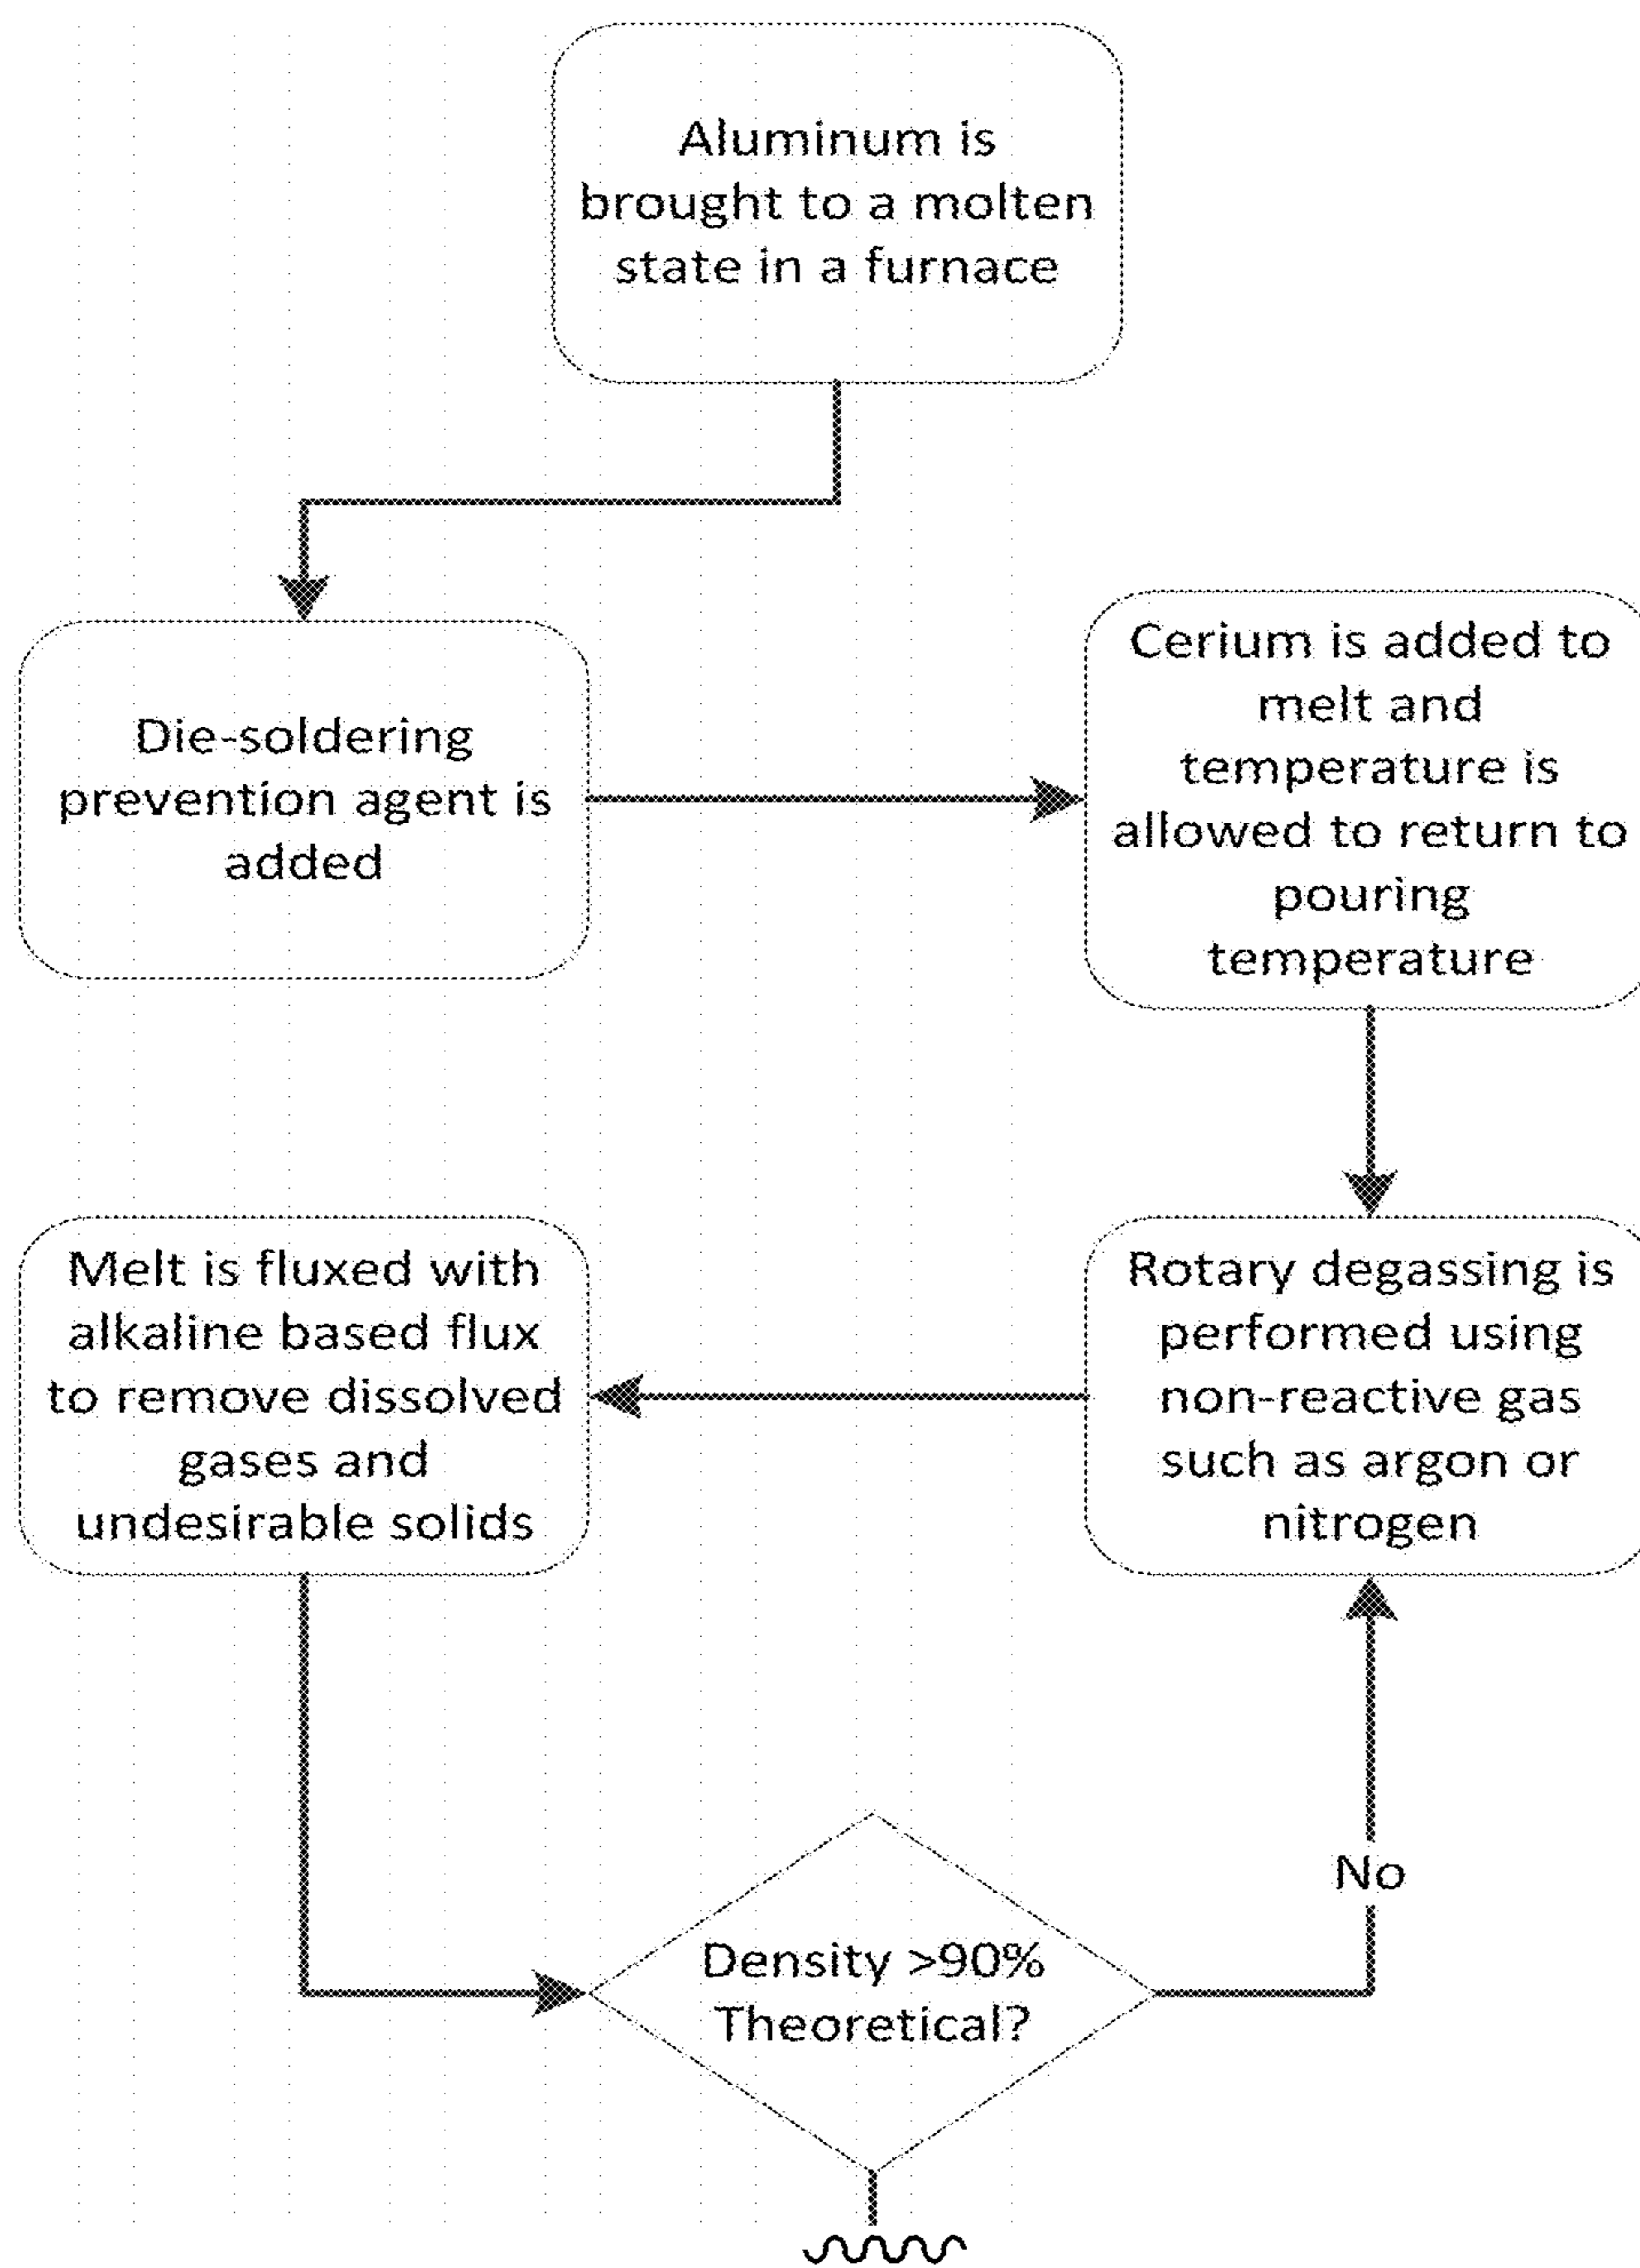 Aluminum is
brought to a molten
state in a furnace
Die-soldering
prevention agent is
added
Cerium is added to
melt and
temperature is
allowed to return to
pouring
temperature
Rotary degassing is
performed using
non-reactive gas
such as argon or
nitrogen
Melt is fluxed with
alkaline based flux
to remove dissolved
gases and
undesirable solids
Density >90%
Theoretical?
No